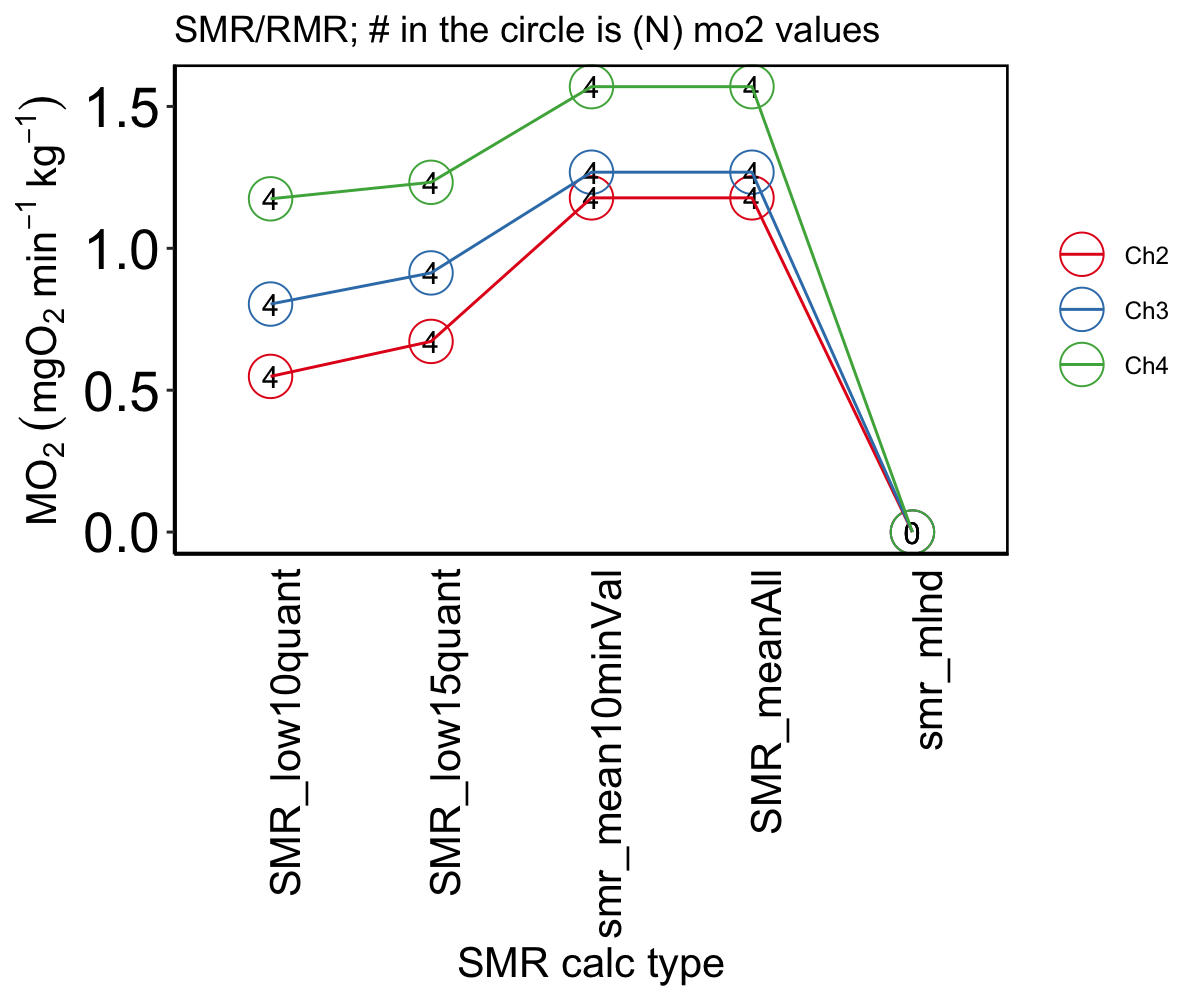 SMR/RMR; # in the circle is (N) mo2 values
MO₂ (mgO₂ min⁻¹ kg⁻¹)
1.5
1.0
0.5
0.0
4 4 4 4
4 4 4 4
4 4 4 4
0
Ch2
Ch3
Ch4
SMR_low10quant
SMR_low15quant
smr_mean10minVal
SMR_meanAll
smr_mlnd
SMR calc type